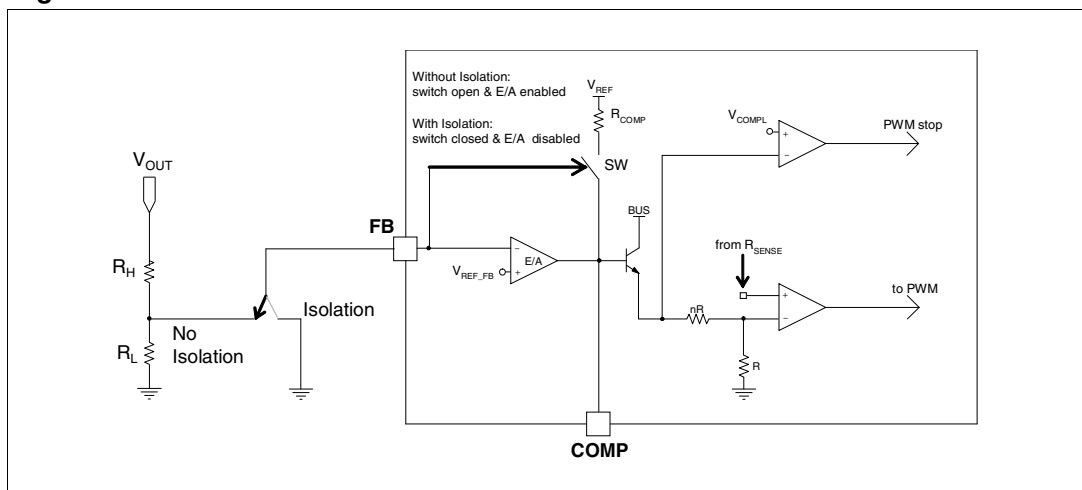 Without Isolation:
switch open & E/A enabled
With Isolation:
switch closed & E/A disabled
VREF
RCOMP
SW
VCOMPL
+
-
PWM stop
VOUT
FB
BUS
-
E/A
VREF_FB
+
from RSENSE
RH
Isolation
No
Isolation
RL
nR
+
-
to PWM
R
COMP